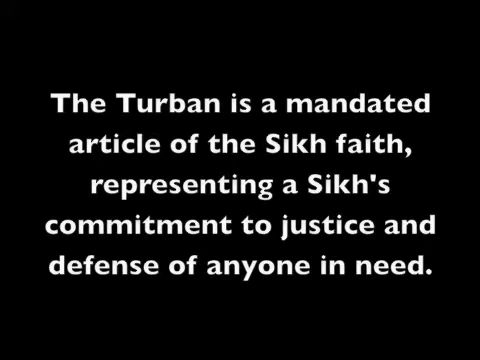 The Turban is a mandated
article of the Sikh faith,
representing a Sikh's
commitment to justice and
defense of anyone in need.